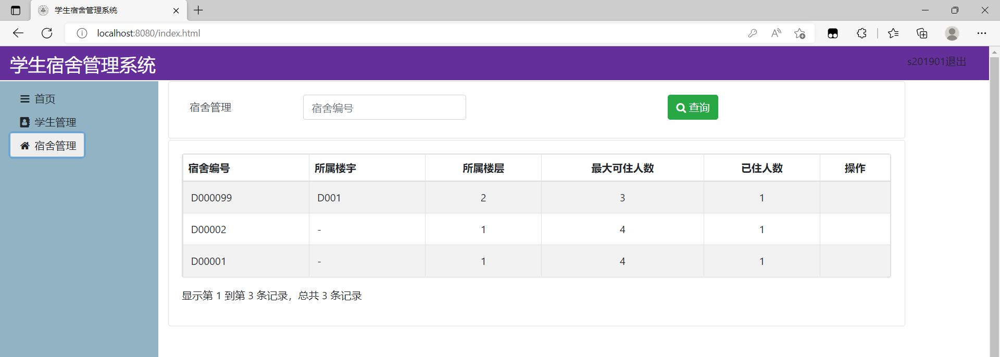 学生宿舍管理系统
localhost:8080/index.html
学生宿舍管理系统
s201901退出
首页
学生管理
宿舍管理
宿舍管理 宿舍编号 查询
宿舍编号 所属楼宇 所属楼层 最大可住人数 已住人数 操作
D000099 D001 2 3 1
D00002 - 1 4 1
D00001 - 1 4 1
显示第 1 到第 3 条记录，总共 3 条记录